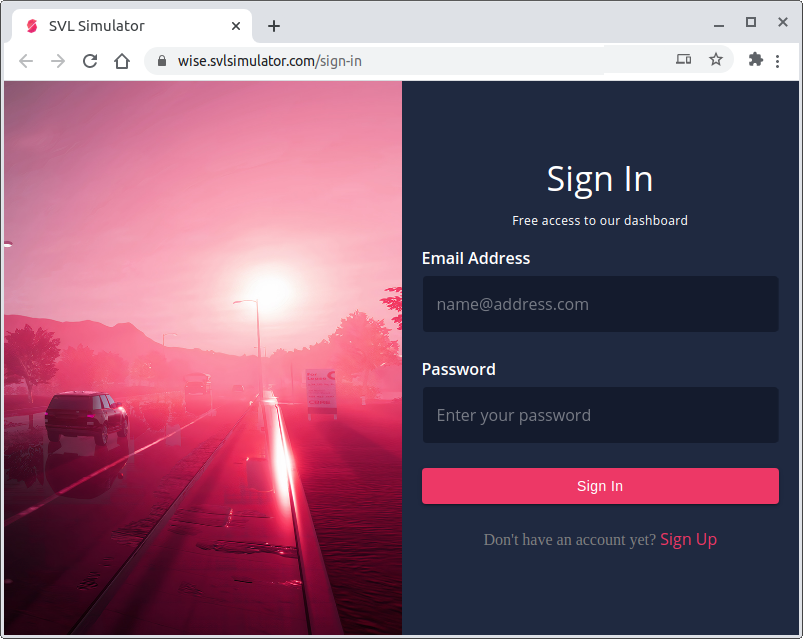 SVL Simulator
wise.svlsimulator.com/sign-in
Sign In
Free access to our dashboard
Email Address
name@address.com
Password
Enter your password
Sign In
Don't have an account yet? Sign Up